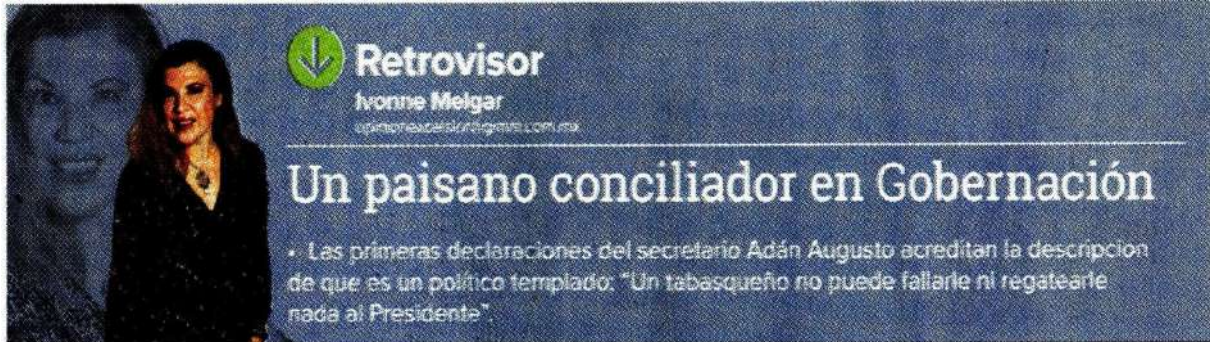 Retrovisor
Ivonne Melgar
Un paisano conciliador en Gobernación
• Las primeras declaraciones del secretario Adán Augusto acreditan la descripcion
de que es un político templado: "Un tabasqueño no puede fallarle ni regatearle
nada al Presidente".